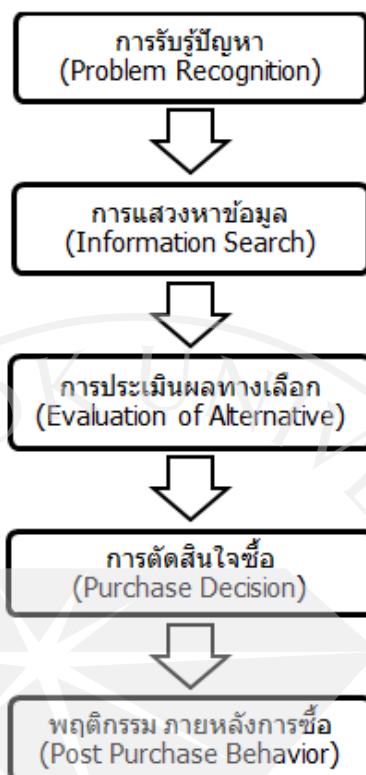 การรับรู้ปัญหา
(Problem Recognition)
การแสวงหาข้อมูล
(Information Search)
การประเมินผลทางเลือก
(Evaluation of Alternative)
การตัดสินใจซื้อ
(Purchase Decision)
พฤติกรรม ภายหลังการซื้อ
(Post Purchase Behavior)